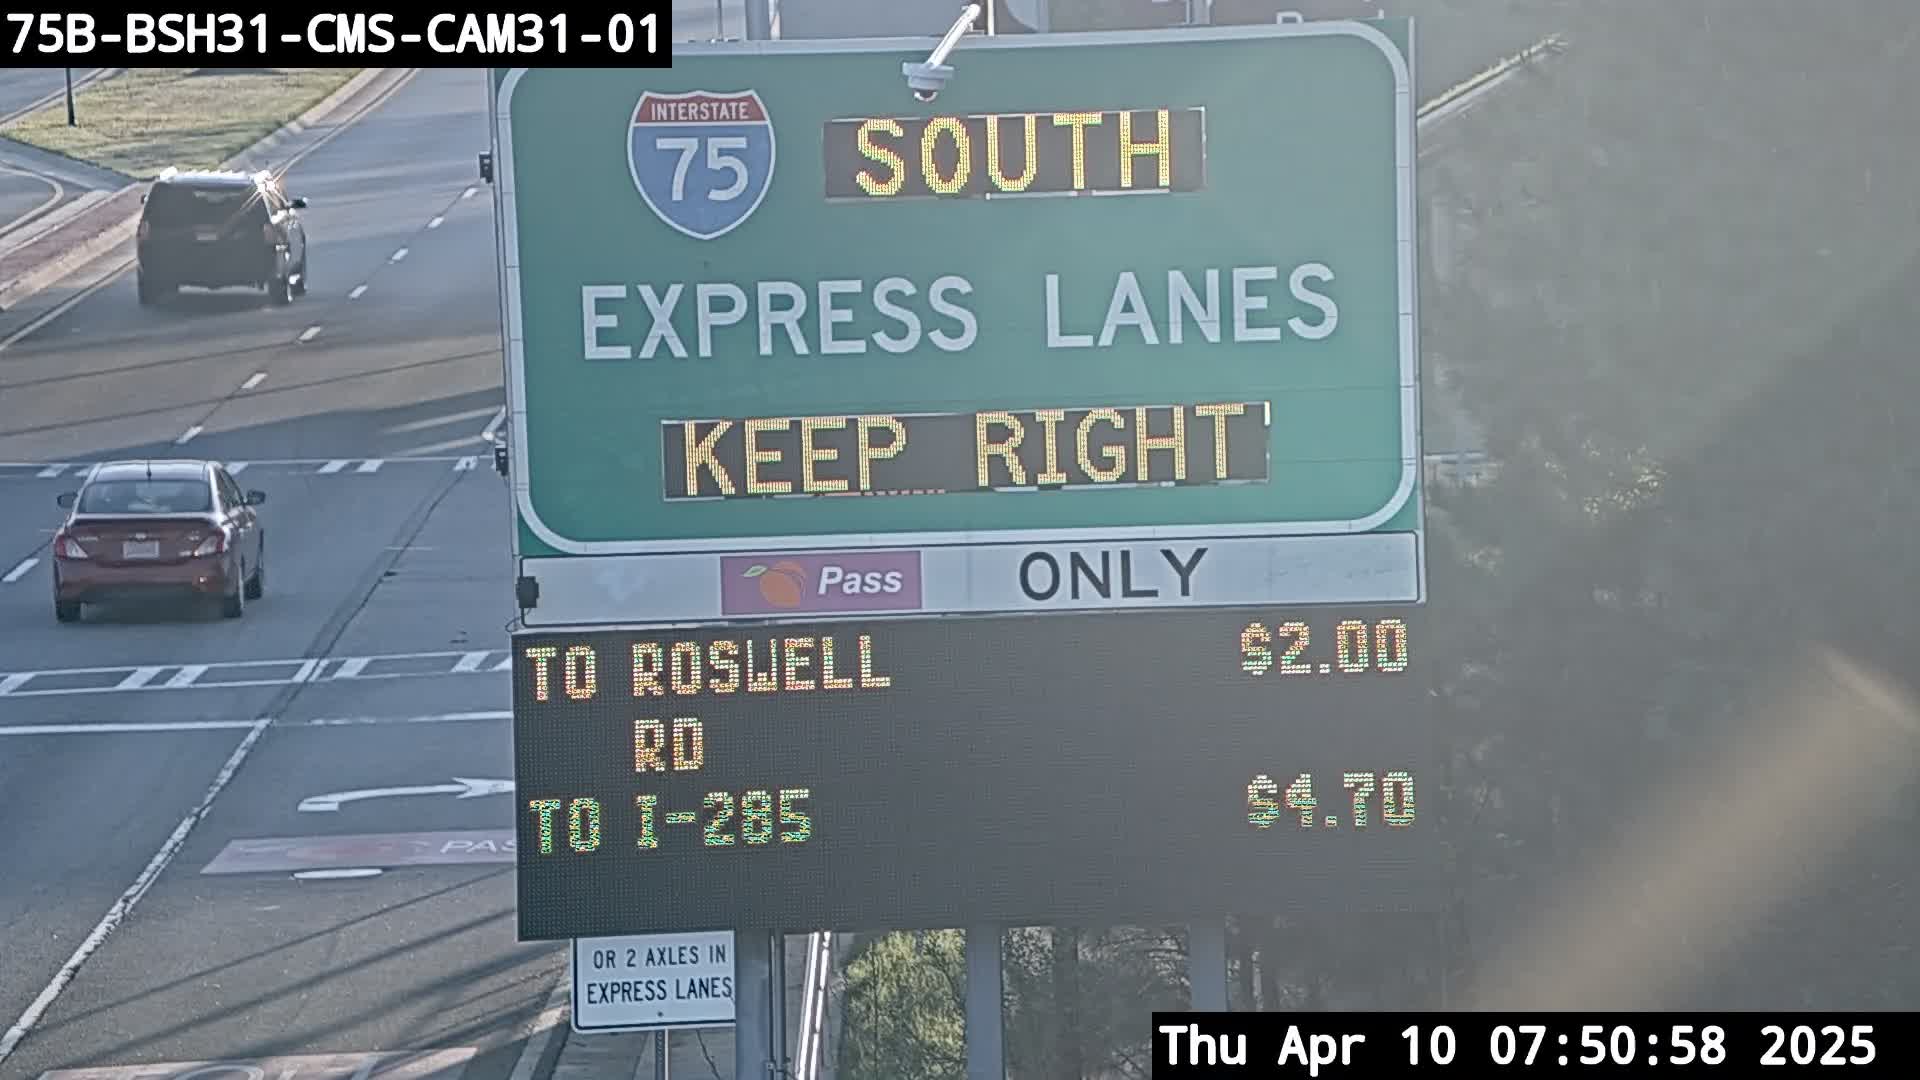 75B-BSH31-CMS-CAM31-01
INTERSTATE
75
SOUTH
EXPRESS LANES
KEEP RIGHT
Pass ONLY
TO ROSWELL $2.00
RD
TO I-285 $4.70
PAS
OR 2 AXLES IN
EXPRESS LANES
Thu Apr 10 07:50:58 2025